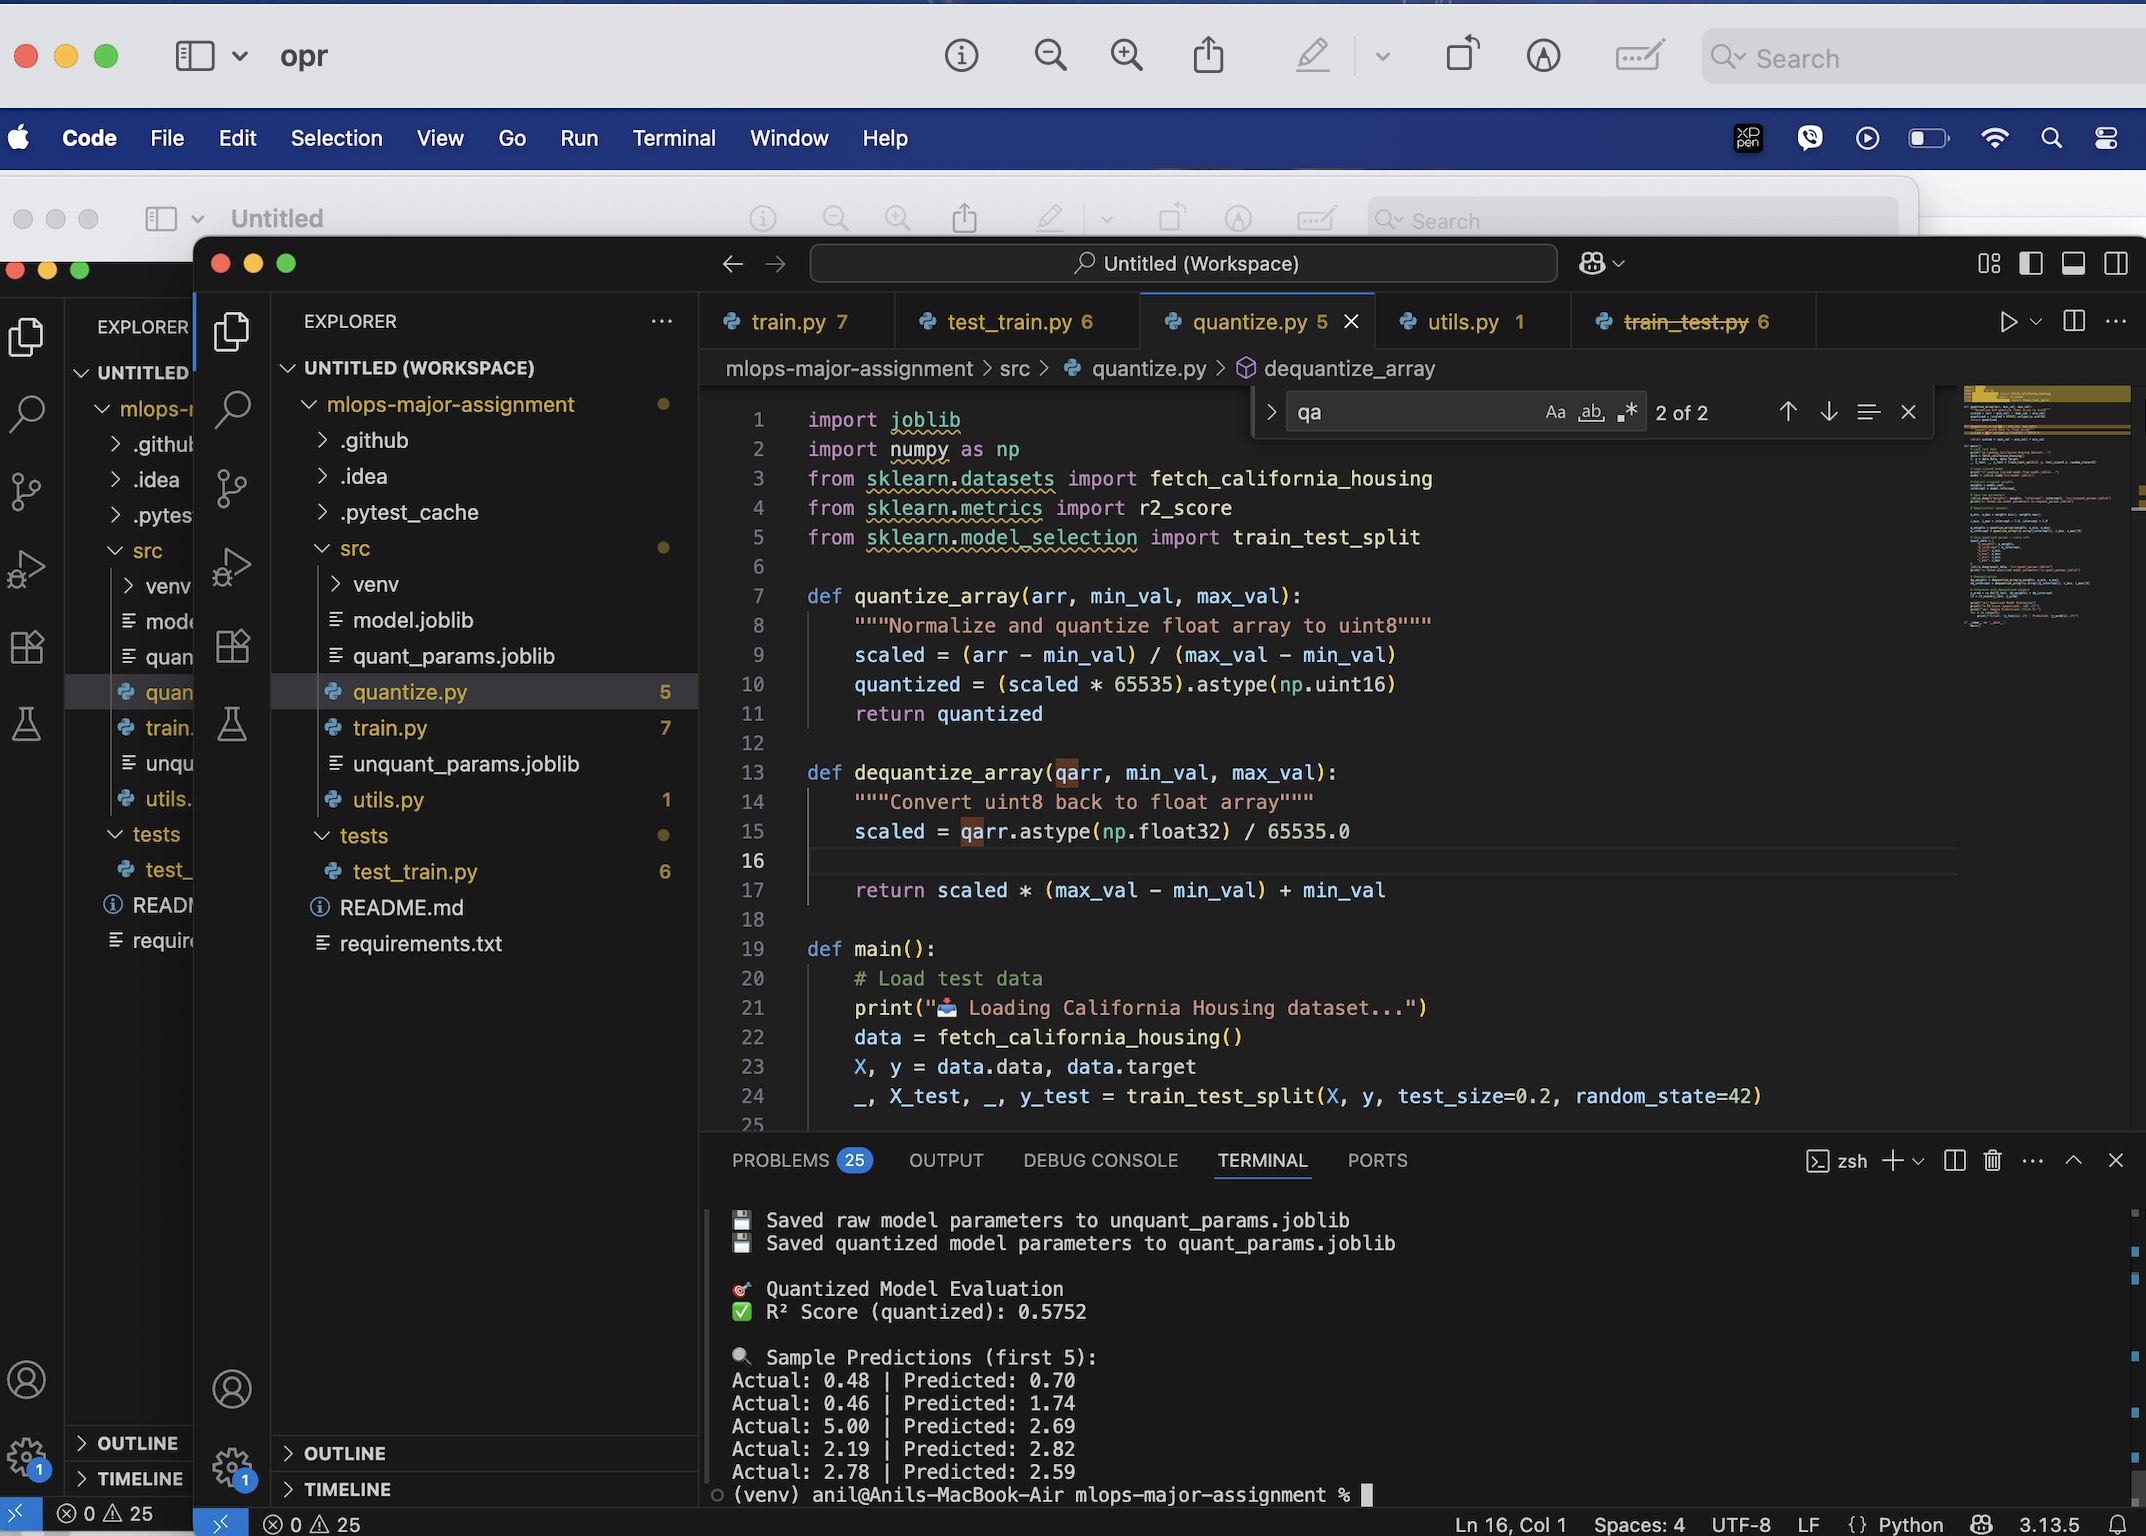 opr
Search
Code File Edit Selection View Go Run Terminal Window Help
XP
pen
Untitled
Search
Untitled (Workspace)
EXPLORER
UNTITLED
.idea
src
venv
tests
OUTLINE
TIMELINE
1
0 25
EXPLORER
UNTITLED (WORKSPACE)
mlops-major-assignment
.github
.idea
.pytest_cache
src
venv
model.joblib
quant_params.joblib
quantize.py 5
train.py 7
unquant_params.joblib
utils.py 1
tests
test_train.py 6
README.md
requirements.txt
OUTLINE
TIMELINE
1
train.py 7 test_train.py 6 quantize.py 5 utils.py 1 train_test.py 6
mlops-major-assignment > src > quantize.py > dequantize_array
qa Aa ab 2 of 2
1 import joblib
2 import numpy as np
3 from sklearn.datasets import fetch_california_housing
4 from sklearn.metrics import r2_score
5 from sklearn.model_selection import train_test_split
6
7 def quantize_array(arr, min_val, max_val):
8 """Normalize and quantize float array to uint8"""
9 scaled = (arr - min_val) / (max_val - min_val)
10 quantized = (scaled * 65535).astype(np.uint16)
11 return quantized
12
13 def dequantize_array(qarr, min_val, max_val):
14 """Convert uint8 back to float array"""
15 scaled = qarr.astype(np.float32) / 65535.0
16
17 return scaled * (max_val - min_val) + min_val
18
19 def main():
20 # Load test data
21 print("📥 Loading California Housing dataset...")
22 data = fetch_california_housing()
23 X, y = data.data, data.target
24 _, X_test, _, y_test = train_test_split(X, y, test_size=0.2, random_state=42)
25
PROBLEMS 25 OUTPUT DEBUG CONSOLE TERMINAL PORTS
zsh
💾 Saved raw model parameters to unquant_params.joblib
💾 Saved quantized model parameters to quant_params.joblib
🎯 Quantized Model Evaluation
✅ R² Score (quantized): 0.5752
🔍 Sample Predictions (first 5):
Actual: 0.48 | Predicted: 0.70
Actual: 0.46 | Predicted: 1.74
Actual: 5.00 | Predicted: 2.69
Actual: 2.19 | Predicted: 2.82
Actual: 2.78 | Predicted: 2.59
(venv) anil@Anils-MacBook-Air mlops-major-assignment %
0 25 Ln 16, Col 1 Spaces: 4 UTF-8 LF {} Python 3.13.5